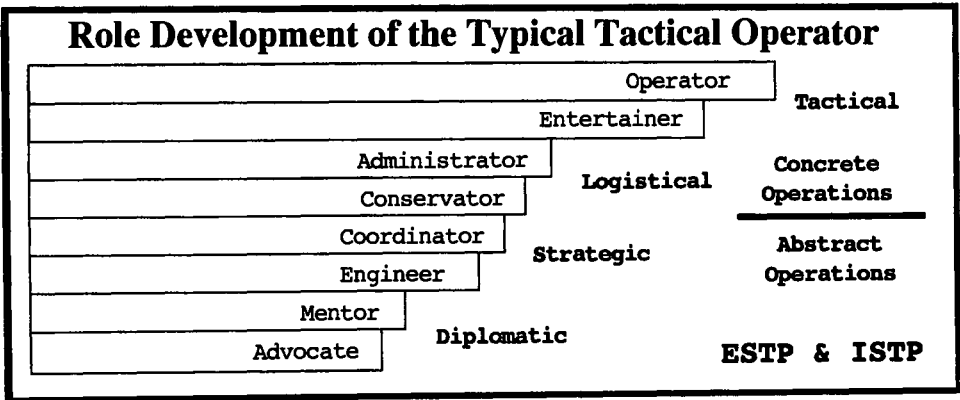 Role Development of the Typical Tactical Operator
Operator
Tactical
Entertainer
Administrator
Concrete
Operations
Logistical
Conservator
Coordinator
Strategic
Abstract
Operations
Engineer
Mentor
Diplomatic
Advocate
ESTP & ISTP